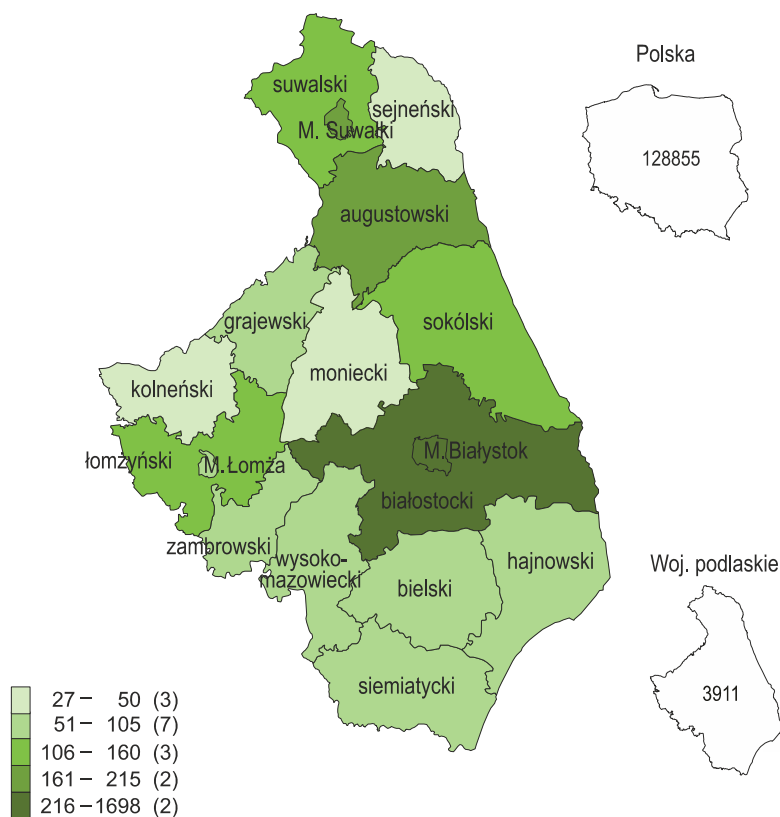 Polska
128855
suwalski
sejneński
M. Suwałki
augustowski
grajewski
sokólski
moniecki
kolneński
łomżyński
M. Łomża
M. Białystok
białostocki
zambrowski
wysoko-
mazowiecki
hajnowski
bielski
siemiatycki
Woj. podlaskie
3911
27 – 50 (3)
51 – 105 (7)
106 – 160 (3)
161 – 215 (2)
216 – 1698 (2)